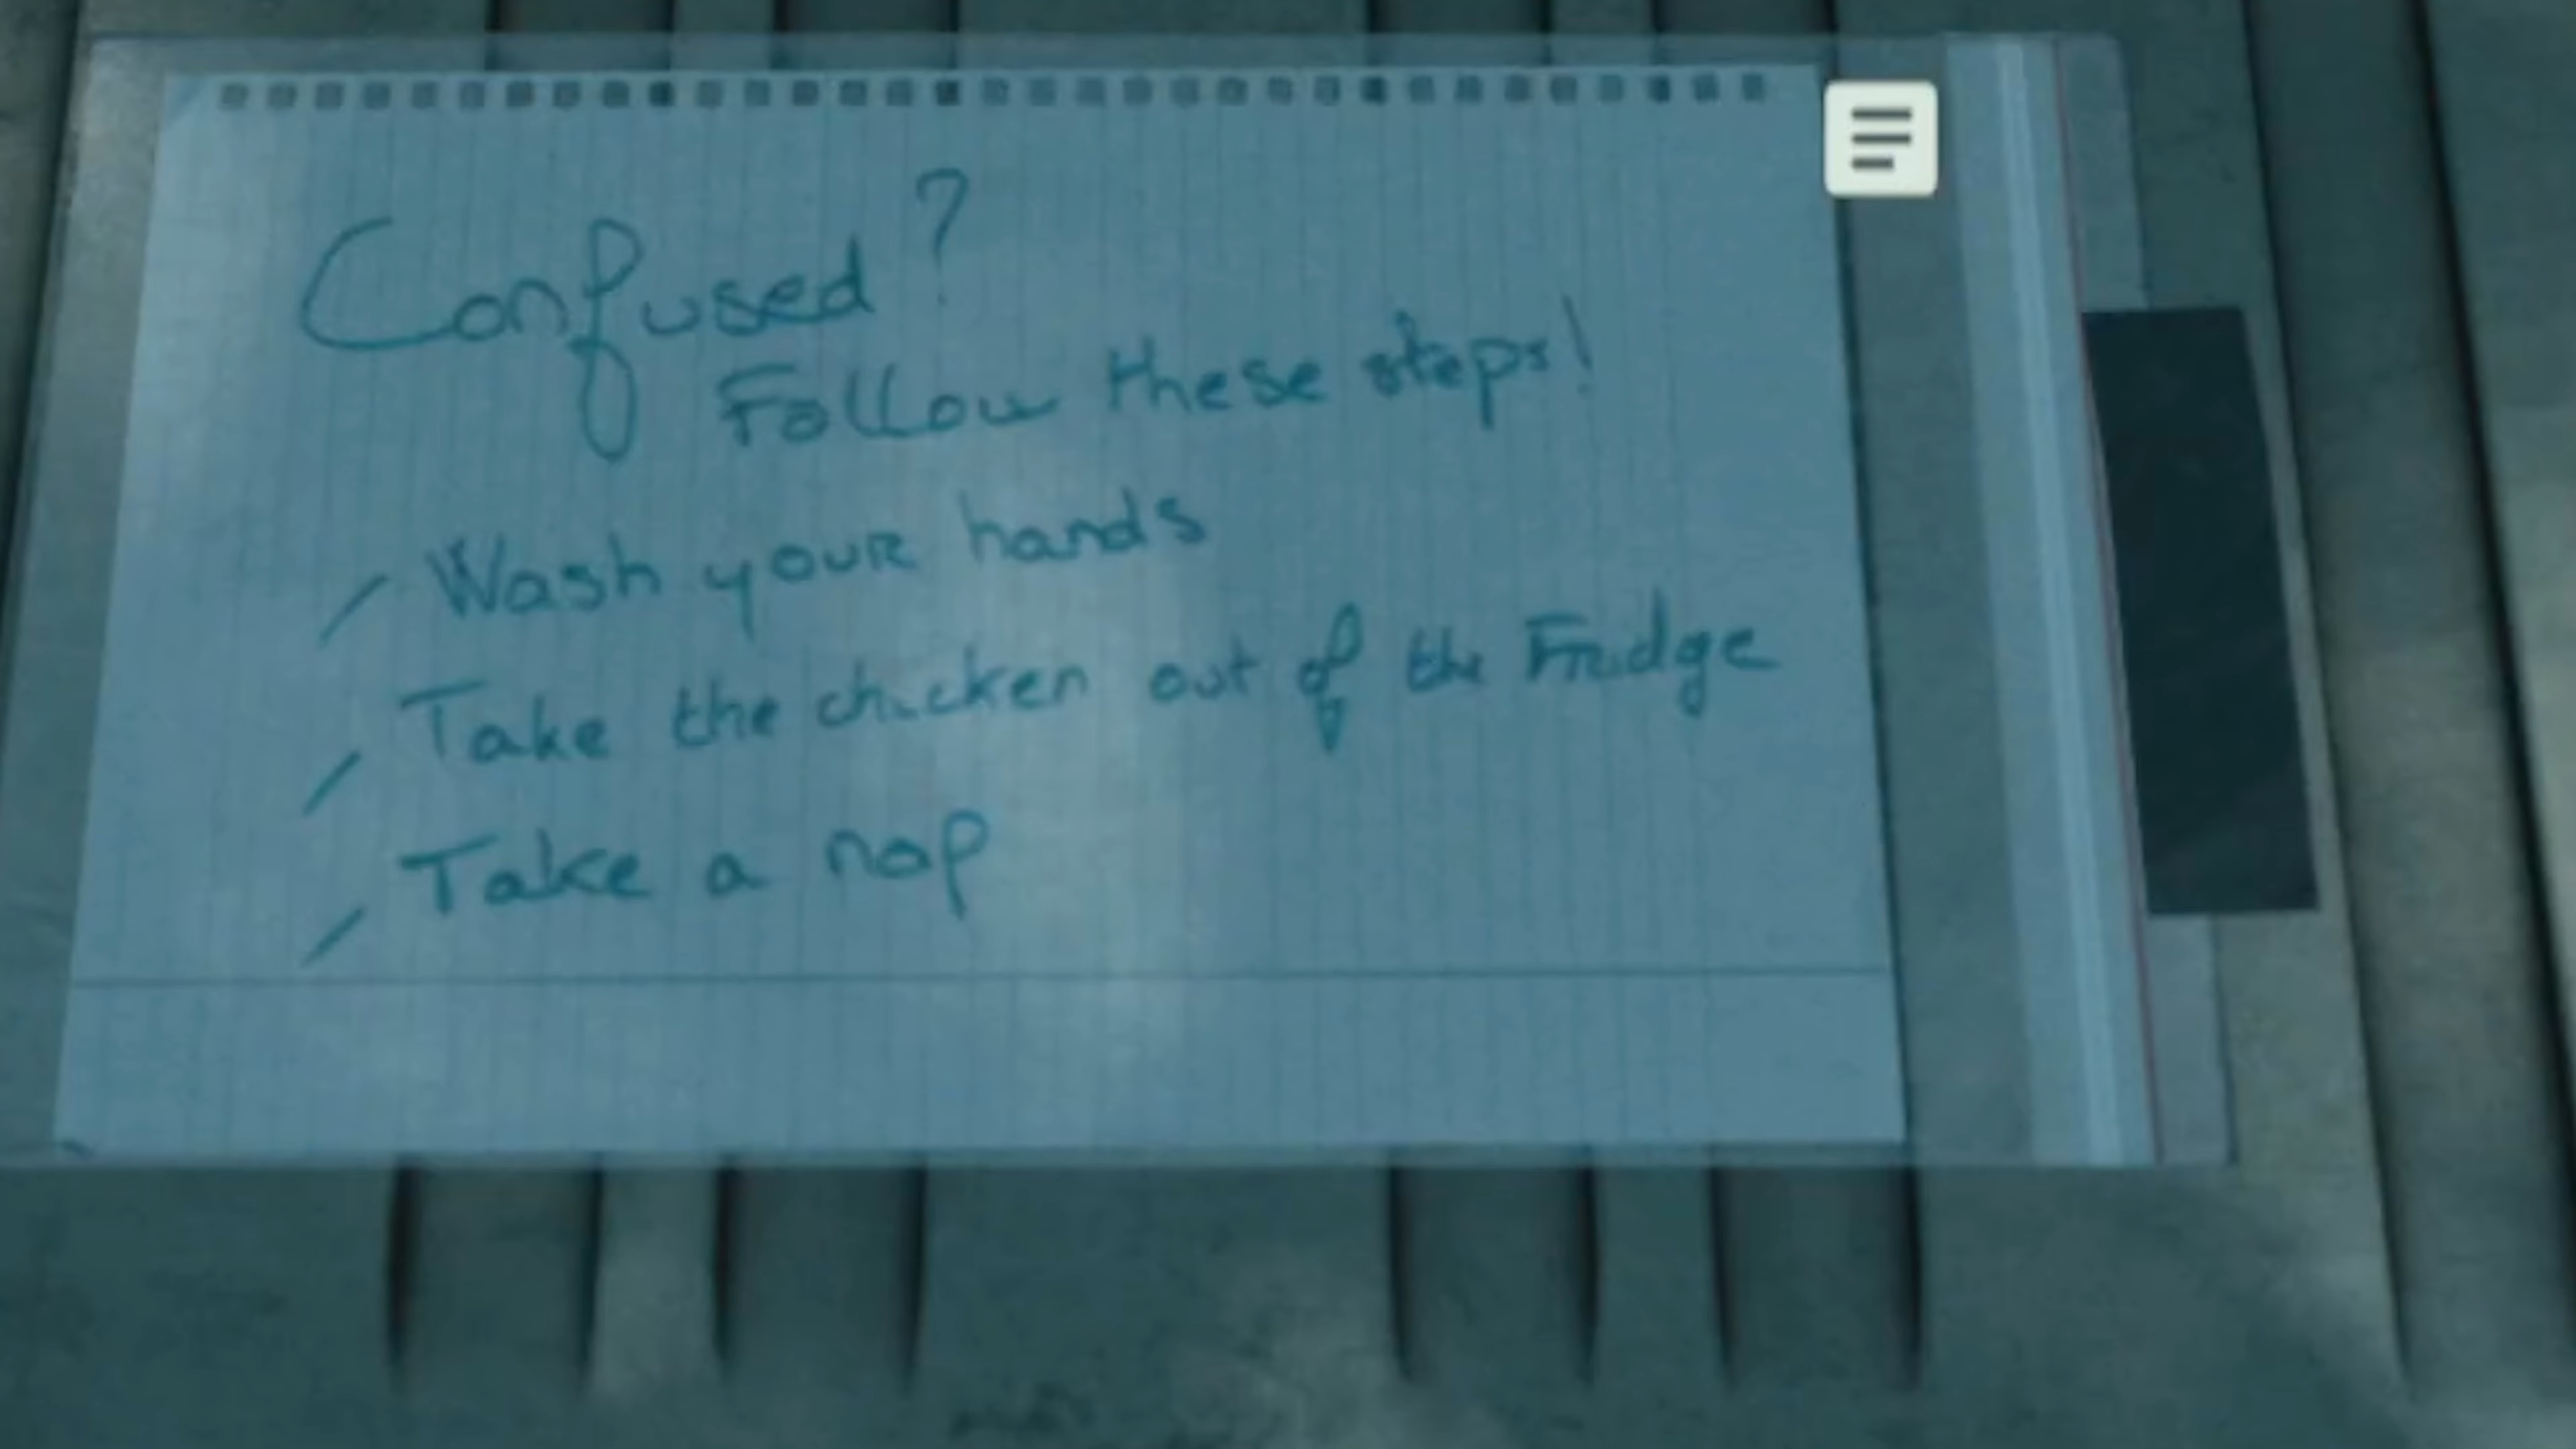 Confused?
Follow these steps!
/ Wash your hands
/ Take the chicken out of the Fridge
/ Take a nap